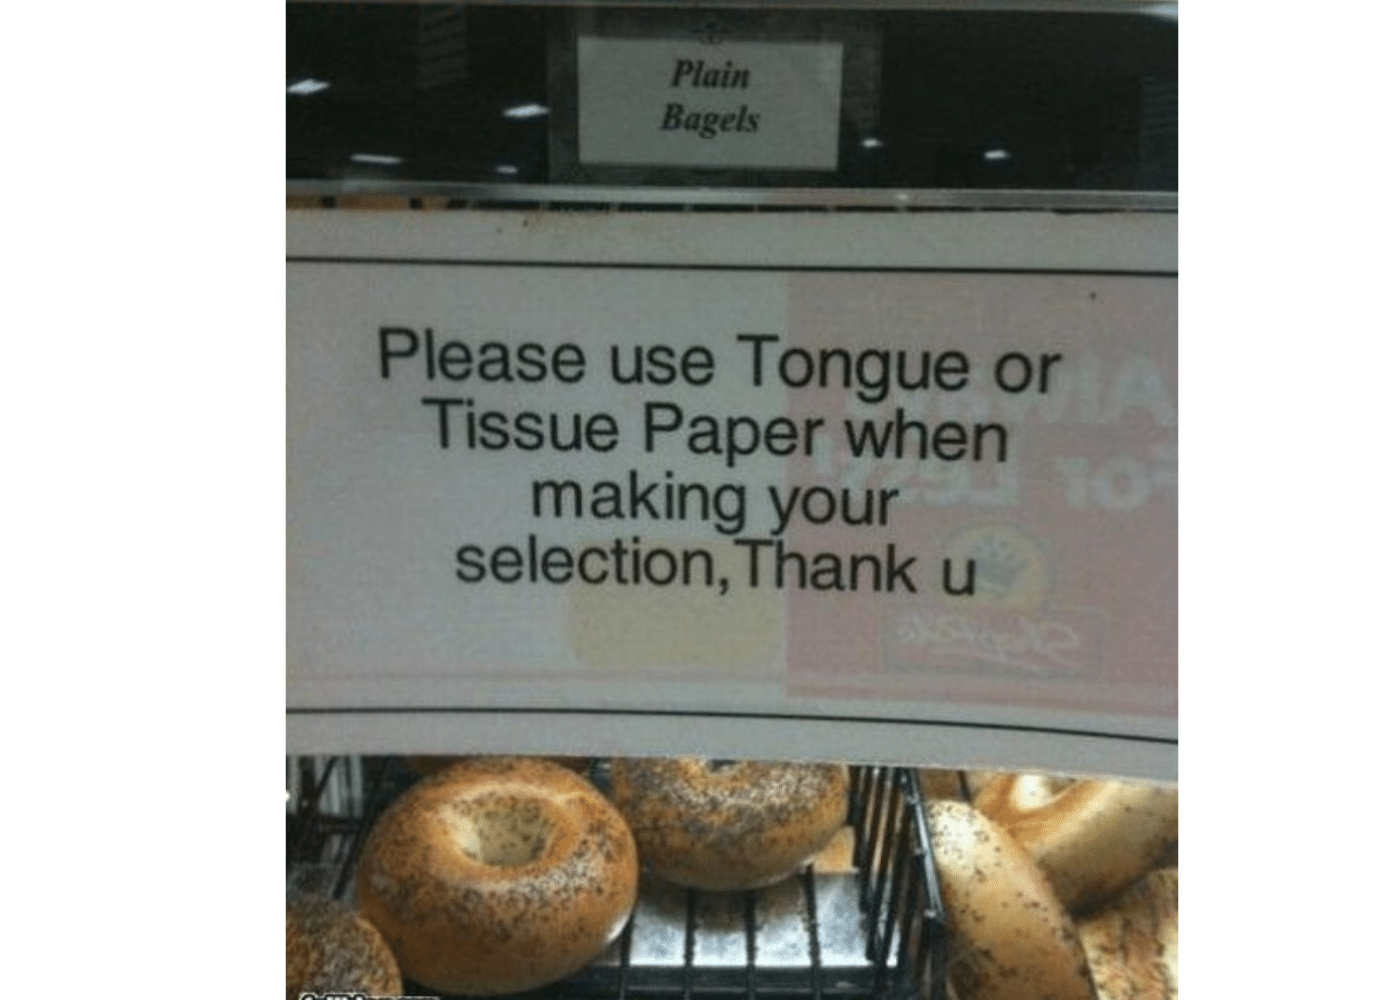 Plain
Bagels
Please use Tongue or
Tissue Paper when
making your
selection,Thank u